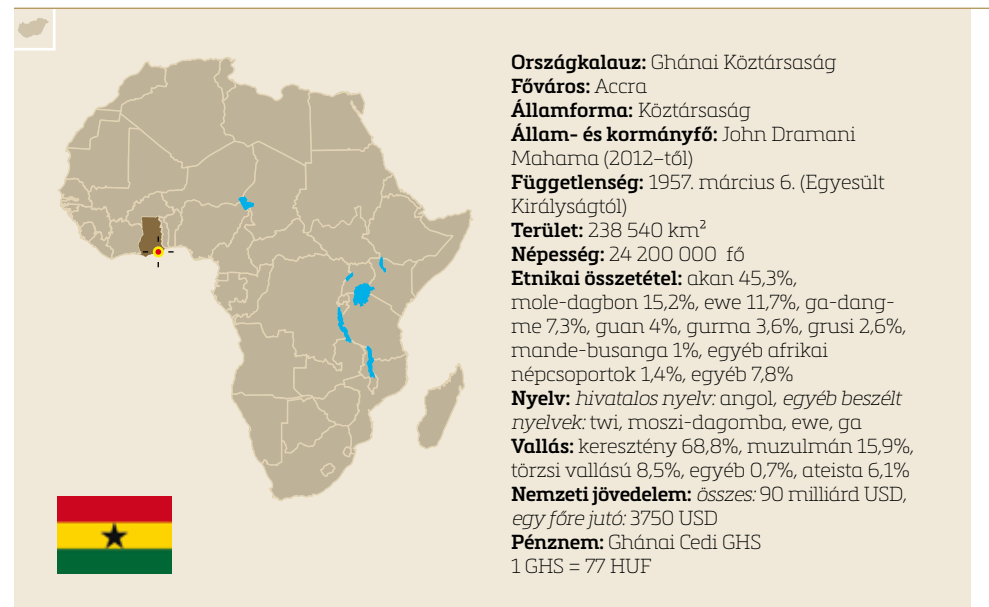 Országkalauz: Ghánai Köztársaság
Főváros: Accra
Államforma: Köztársaság
Állam- és kormányfő: John Dramani
Mahama (2012–től)
Függetlenség: 1957. március 6. (Egyesült
Királyságtól)
Terület: 238 540 km²
Népesség: 24 200 000 fő
Etnikai összetétel: akan 45,3%,
mole-dagbon 15,2%, ewe 11,7%, ga-dang-
me 7,3%, guan 4%, gurma 3,6%, grusi 2,6%,
mande-busanga 1%, egyéb afrikai
népcsoportok 1,4%, egyéb 7,8%
Nyelv: hivatalos nyelv: angol, egyéb beszélt
nyelvek: twi, moszi-dagomba, ewe, ga
Vallás: keresztény 68,8%, muzulmán 15,9%,
törzsi vallású 8,5%, egyéb 0,7%, ateista 6,1%
Nemzeti jövedelem: összes: 90 milliárd USD,
egy főre jutó: 3750 USD
Pénznem: Ghánai Cedi GHS
1 GHS = 77 HUF